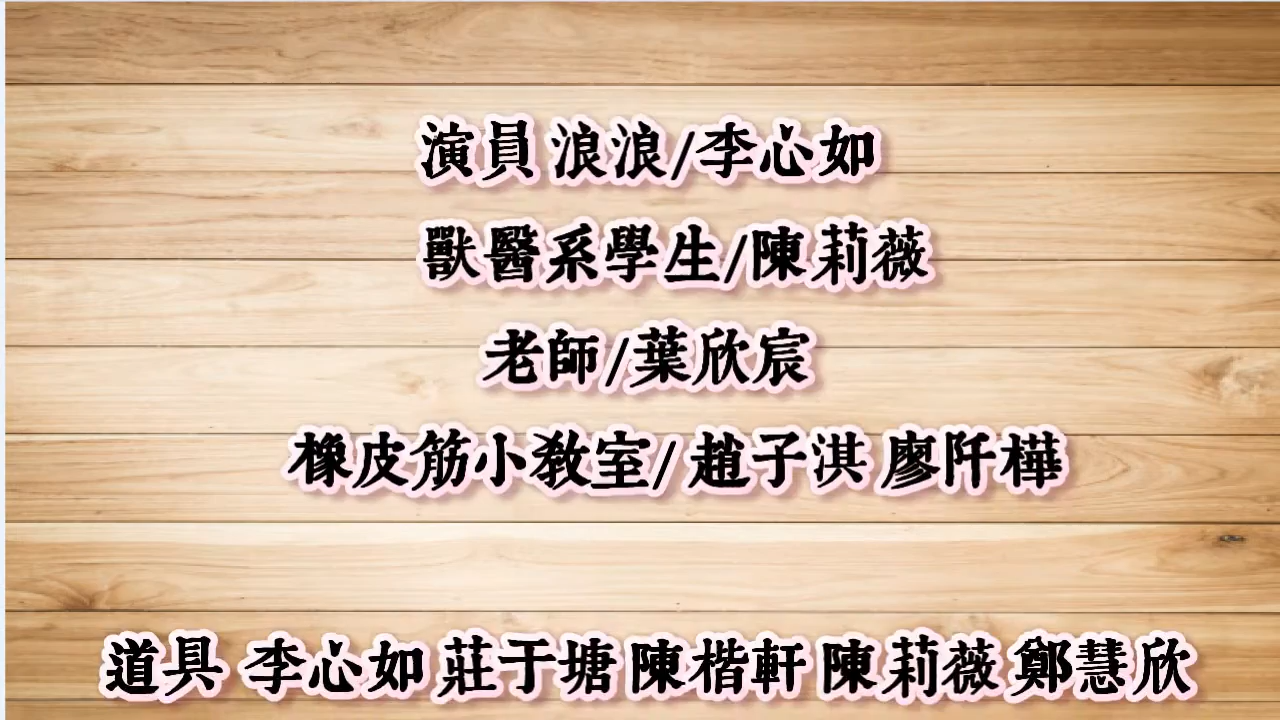 演員 浪浪/李心如
獸醫系學生/陳莉薇
老師/葉欣宸
橡皮筋小教室/ 趙子淇 廖阡樺
道具 李心如 莊于塘 陳楷軒 陳莉薇 鄭慧欣